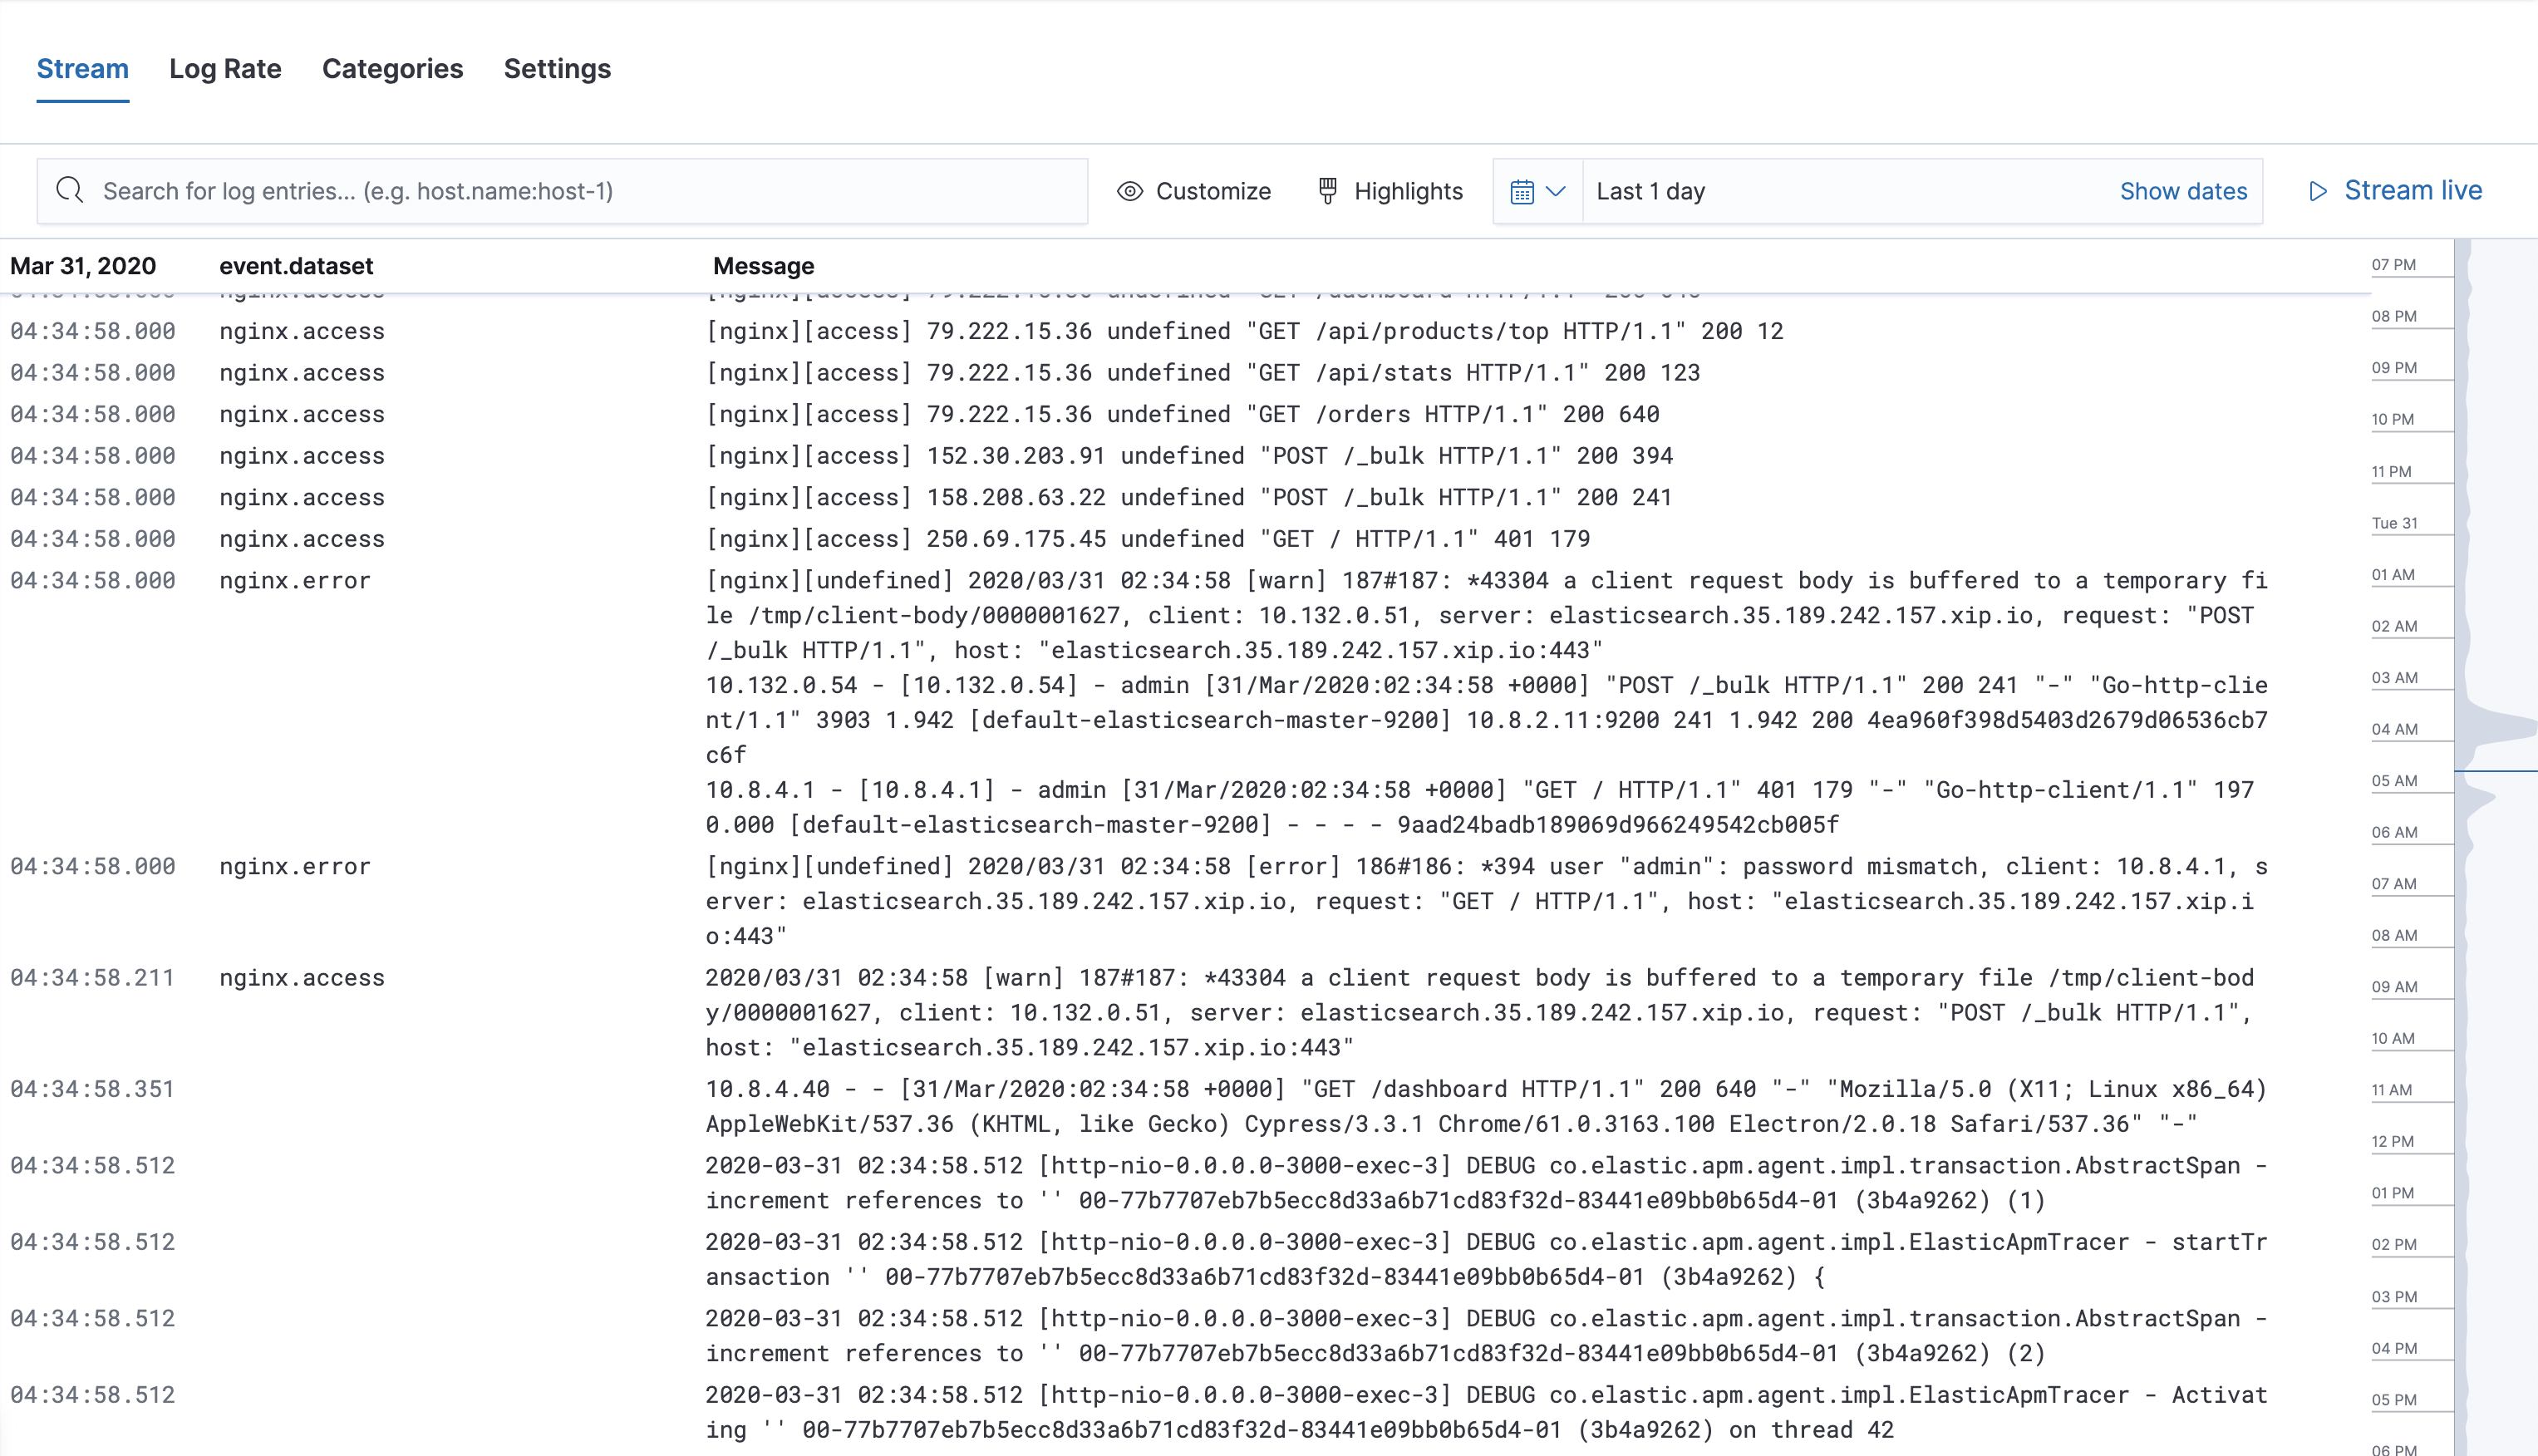 Stream Log Rate Categories Settings
Search for log entries... (e.g. host.name:host-1) Customize Highlights Last 1 day Show dates Stream live
Mar 31, 2020 event.dataset Message
04:34:58.000 nginx.access [nginx][access] 79.222.15.36 undefined "GET /api/products/top HTTP/1.1" 200 12
04:34:58.000 nginx.access [nginx][access] 79.222.15.36 undefined "GET /api/stats HTTP/1.1" 200 123
04:34:58.000 nginx.access [nginx][access] 79.222.15.36 undefined "GET /orders HTTP/1.1" 200 640
04:34:58.000 nginx.access [nginx][access] 152.30.203.91 undefined "POST /_bulk HTTP/1.1" 200 394
04:34:58.000 nginx.access [nginx][access] 158.208.63.22 undefined "POST /_bulk HTTP/1.1" 200 241
04:34:58.000 nginx.access [nginx][access] 250.69.175.45 undefined "GET / HTTP/1.1" 401 179
04:34:58.000 nginx.error [nginx][undefined] 2020/03/31 02:34:58 [warn] 187#187: *43304 a client request body is buffered to a temporary fi
le /tmp/client-body/0000001627, client: 10.132.0.51, server: elasticsearch.35.189.242.157.xip.io, request: "POST
/_bulk HTTP/1.1", host: "elasticsearch.35.189.242.157.xip.io:443"
10.132.0.54 - [10.132.0.54] - admin [31/Mar/2020:02:34:58 +0000] "POST /_bulk HTTP/1.1" 200 241 "-" "Go-http-clie
nt/1.1" 3903 1.942 [default-elasticsearch-master-9200] 10.8.2.11:9200 241 1.942 200 4ea960f398d5403d2679d06536cb7
c6f
10.8.4.1 - [10.8.4.1] - admin [31/Mar/2020:02:34:58 +0000] "GET / HTTP/1.1" 401 179 "-" "Go-http-client/1.1" 197
0.000 [default-elasticsearch-master-9200] - - - - 9aad24badb189069d966249542cb005f
04:34:58.000 nginx.error [nginx][undefined] 2020/03/31 02:34:58 [error] 186#186: *394 user "admin": password mismatch, client: 10.8.4.1, s
erver: elasticsearch.35.189.242.157.xip.io, request: "GET / HTTP/1.1", host: "elasticsearch.35.189.242.157.xip.i
o:443"
04:34:58.211 nginx.access 2020/03/31 02:34:58 [warn] 187#187: *43304 a client request body is buffered to a temporary file /tmp/client-bod
y/0000001627, client: 10.132.0.51, server: elasticsearch.35.189.242.157.xip.io, request: "POST /_bulk HTTP/1.1",
host: "elasticsearch.35.189.242.157.xip.io:443"
04:34:58.351 10.8.4.40 - - [31/Mar/2020:02:34:58 +0000] "GET /dashboard HTTP/1.1" 200 640 "-" "Mozilla/5.0 (X11; Linux x86_64)
AppleWebKit/537.36 (KHTML, like Gecko) Cypress/3.3.1 Chrome/61.0.3163.100 Electron/2.0.18 Safari/537.36" "-"
04:34:58.512 2020-03-31 02:34:58.512 [http-nio-0.0.0.0-3000-exec-3] DEBUG co.elastic.apm.agent.impl.transaction.AbstractSpan -
increment references to '' 00-77b7707eb7b5ecc8d33a6b71cd83f32d-83441e09bb0b65d4-01 (3b4a9262) (1)
04:34:58.512 2020-03-31 02:34:58.512 [http-nio-0.0.0.0-3000-exec-3] DEBUG co.elastic.apm.agent.impl.ElasticApmTracer - startTr
ansaction '' 00-77b7707eb7b5ecc8d33a6b71cd83f32d-83441e09bb0b65d4-01 (3b4a9262) {
04:34:58.512 2020-03-31 02:34:58.512 [http-nio-0.0.0.0-3000-exec-3] DEBUG co.elastic.apm.agent.impl.transaction.AbstractSpan -
increment references to '' 00-77b7707eb7b5ecc8d33a6b71cd83f32d-83441e09bb0b65d4-01 (3b4a9262) (2)
04:34:58.512 2020-03-31 02:34:58.512 [http-nio-0.0.0.0-3000-exec-3] DEBUG co.elastic.apm.agent.impl.ElasticApmTracer - Activat
ing '' 00-77b7707eb7b5ecc8d33a6b71cd83f32d-83441e09bb0b65d4-01 (3b4a9262) on thread 42
07 PM
08 PM
09 PM
10 PM
11 PM
Tue 31
01 AM
02 AM
03 AM
04 AM
05 AM
06 AM
07 AM
08 AM
09 AM
10 AM
11 AM
12 PM
01 PM
02 PM
03 PM
04 PM
05 PM
06 PM